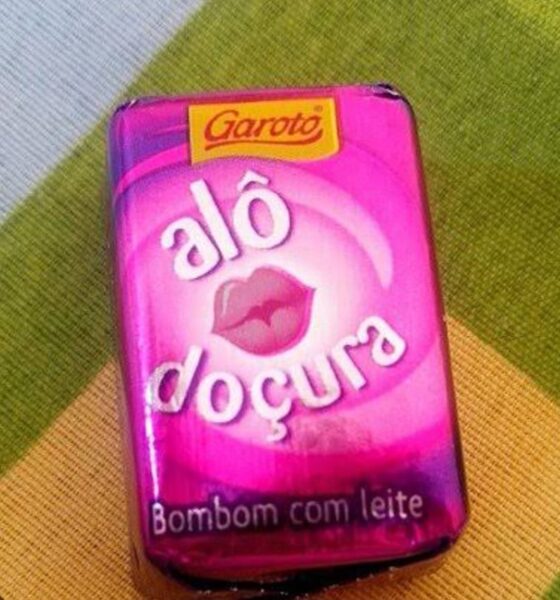 Garoto
alô
doçura
Bombom com leite